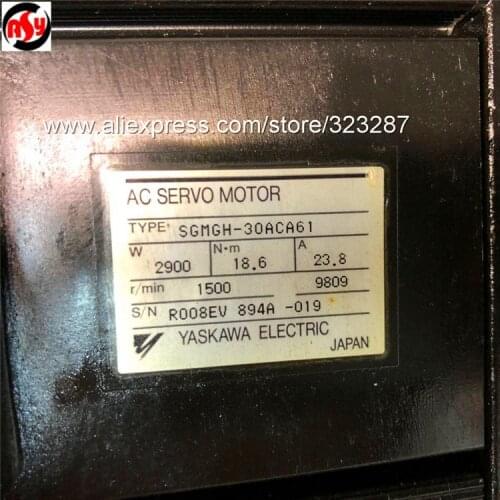 ASY
www.aliexpress.com/store/323287
AC SERVO MOTOR
TYPE SGMGH-30ACA61
W 2900 N·m 18.6 A 23.8
r/min 1500 9809
S/N R008EV 894A -019
YASKAWA ELECTRIC
JAPAN